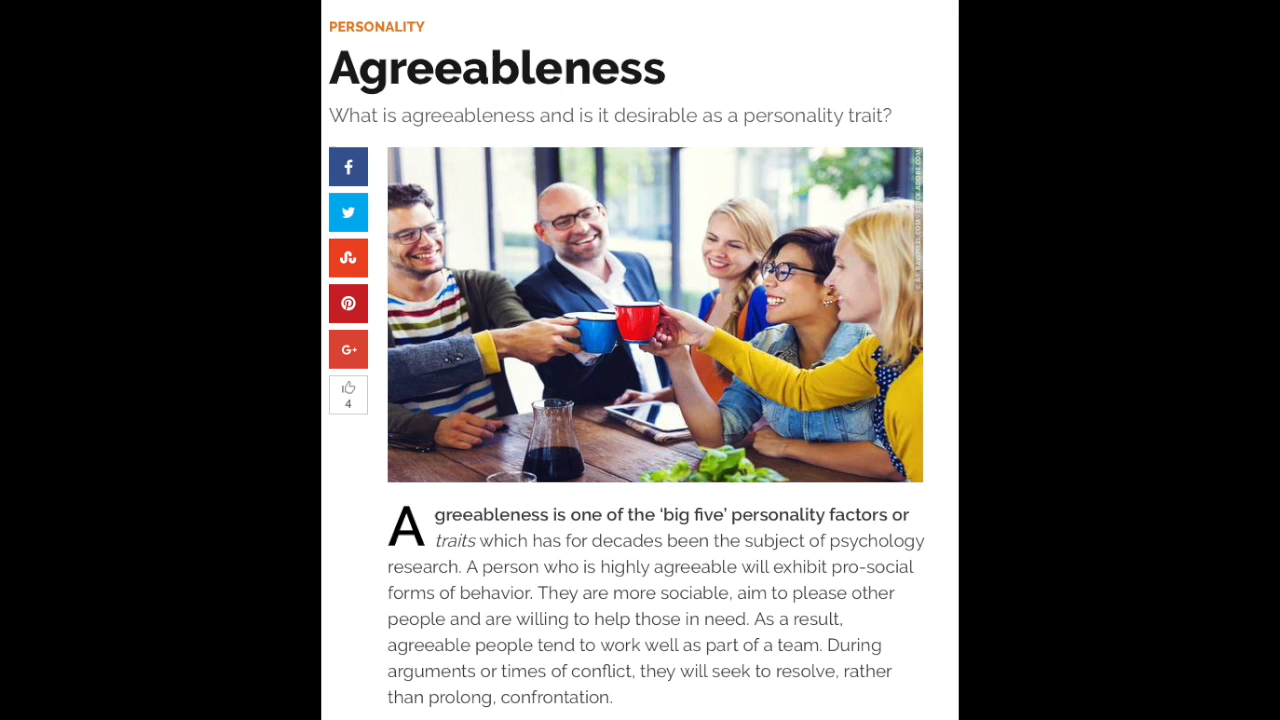 PERSONALITY
Agreeableness
What is agreeableness and is it desirable as a personality trait?
G+
4
Agreeableness is one of the ‘big five’ personality factors or
traits which has for decades been the subject of psychology
research. A person who is highly agreeable will exhibit pro-social
forms of behavior. They are more sociable, aim to please other
people and are willing to help those in need. As a result,
agreeable people tend to work well as part of a team. During
arguments or times of conflict, they will seek to resolve, rather
than prolong, confrontation.